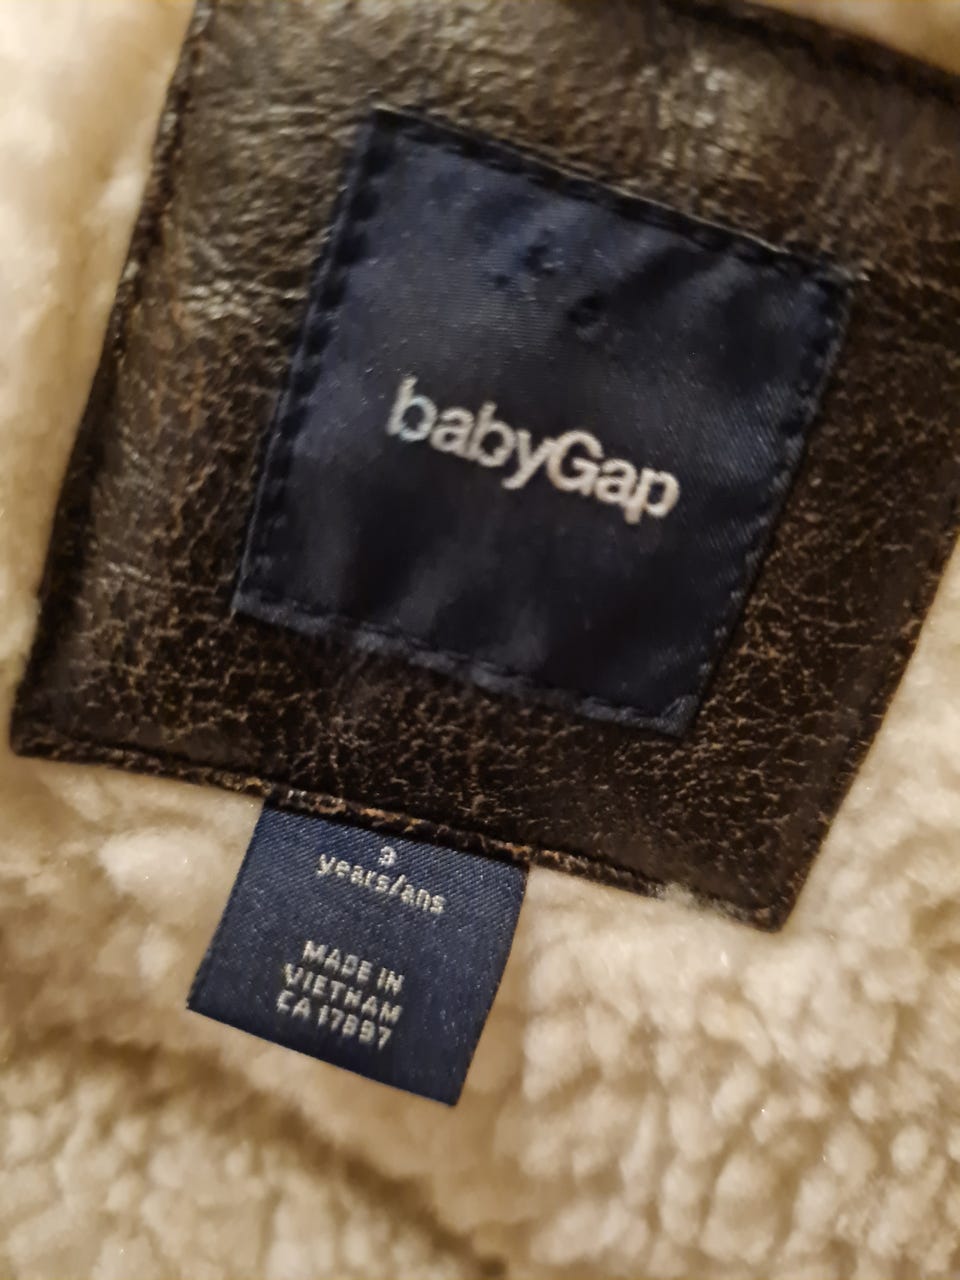 babyGap
3
years/ans
MADE IN
VIETNAM
CA 17897